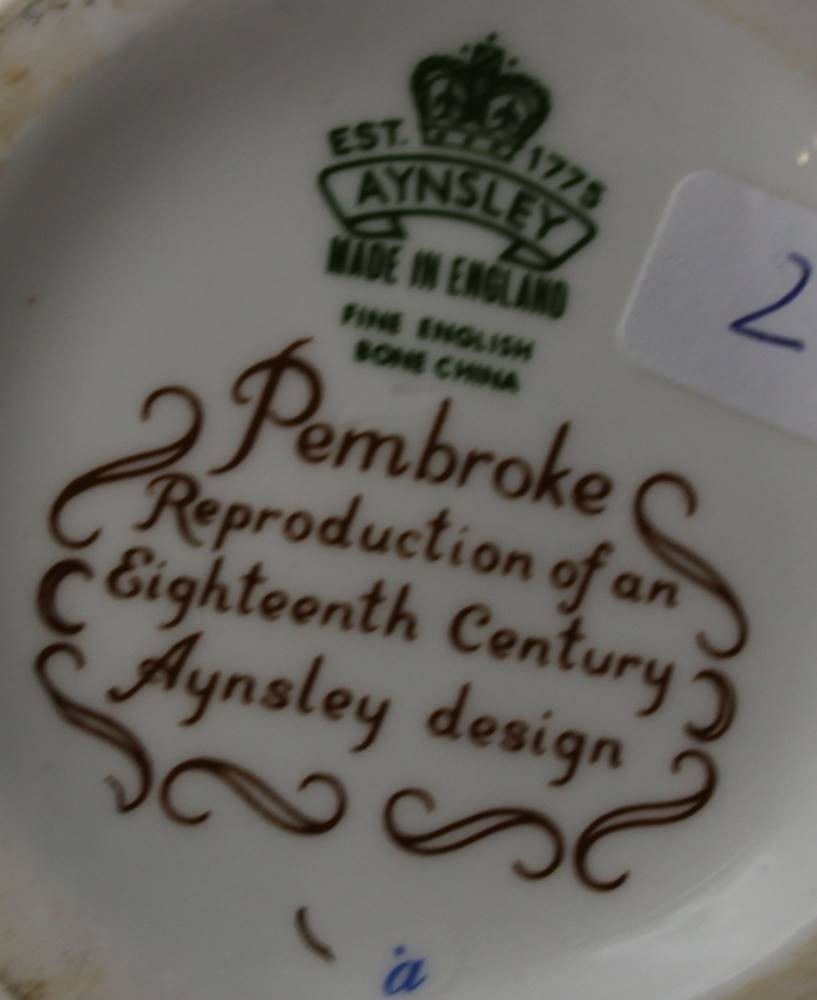 EST. 1775
AYNSLEY
MADE IN ENGLAND
FINE ENGLISH
BONE CHINA
Pembroke
Reproduction of an
Eighteenth Century
Aynsley design
2
a